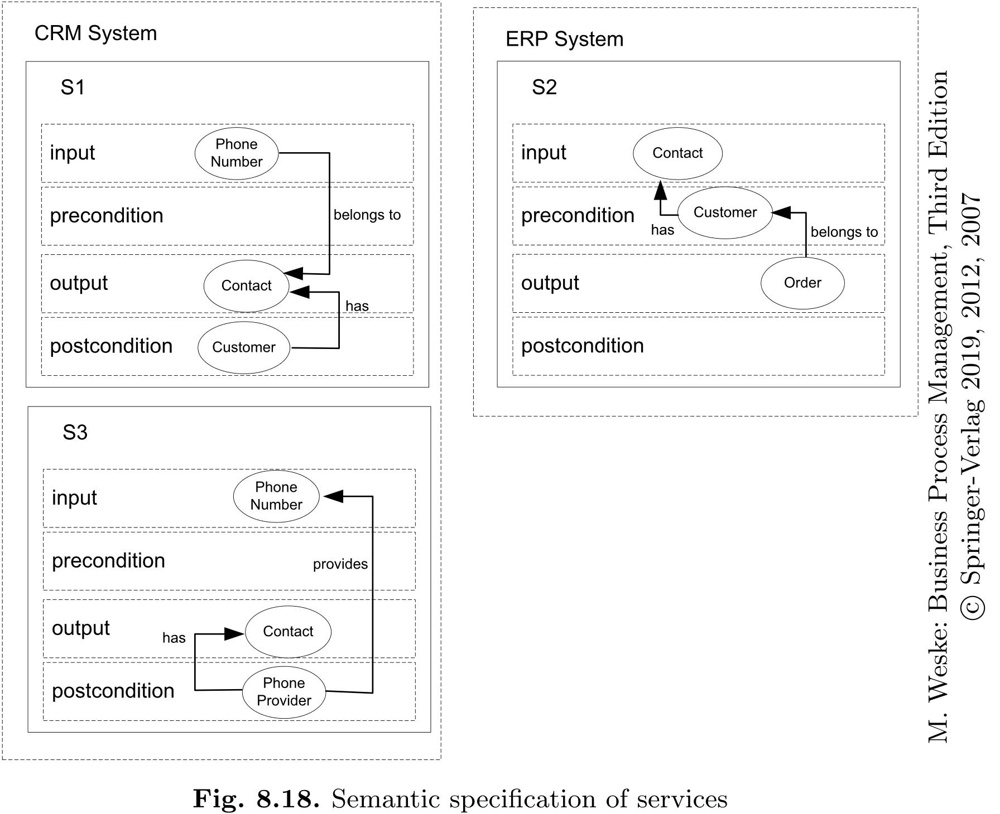 CRM System
S1
input
Phone
Number
precondition
belongs to
output
Contact
has
postcondition
Customer
S3
input
Phone
Number
precondition
provides
output
has
Contact
postcondition
Phone
Provider
ERP System
S2
input
Contact
precondition
Customer
has
belongs to
output
Order
postcondition
M. Weske: Business Process Management, Third Edition
© Springer-Verlag 2019, 2012, 2007
Fig. 8.18. Semantic specification of services